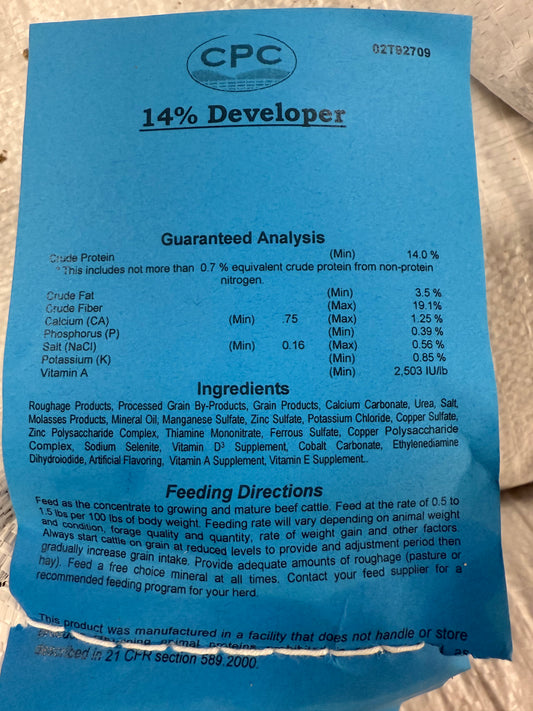 CPC
02T92709
14% Developer
Guaranteed Analysis
Crude Protein (Min) 14.0 %
This includes not more than 0.7 % equivalent crude protein from non-protein
nitrogen.
Crude Fat (Min) 3.5 %
Crude Fiber (Max) 19.1%
Calcium (CA) (Min) .75 (Max) 1.25 %
Phosphorus (P) (Min) 0.39 %
Salt (NaCl) (Min) 0.16 (Max) 0.56 %
Potassium (K) (Min) 0.85 %
Vitamin A (Min) 2,503 IU/lb
Ingredients
Roughage Products, Processed Grain By-Products, Grain Products, Calcium Carbonate, Urea, Salt,
Molasses Products, Mineral Oil, Manganese Sulfate, Zinc Sulfate, Potassium Chloride, Copper Sulfate,
Zinc Polysaccharide Complex, Thiamine Mononitrate, Ferrous Sulfate, Copper Polysaccharide
Complex, Sodium Selenite, Vitamin D³ Supplement, Cobalt Carbonate, Ethylenediamine
Dihydroiodide, Artificial Flavoring, Vitamin A Supplement, Vitamin E Supplement.
Feeding Directions
Feed as the concentrate to growing and mature beef cattle. Feed at the rate of 0.5 to
1.5 lbs per 100 lbs of body weight. Feeding rate will vary depending on animal weight
and condition, forage quality and quantity, rate of weight gain and other factors.
Always start cattle on grain at reduced levels to provide and adjustment period then
gradually increase grain intake. Provide adequate amounts of roughage (pasture or
hay). Feed a free choice mineral at all times. Contact your feed supplier for a
recommended feeding program for your herd.
This product was manufactured in a facility that does not handle or store
animal proteins as
described in 21 CFR section 589.2000.